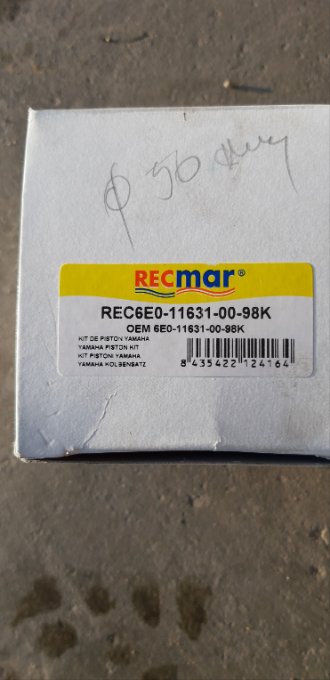 φ 50
RECmar®
REC6E0-11631-00-98K
OEM 6E0-11631-00-98K
KIT DE PISTON YAMAHA
YAMAHA PISTON KIT
KIT PISTONI YAMAHA
YAMAHA KOLBENSATZ
8 435422 124164